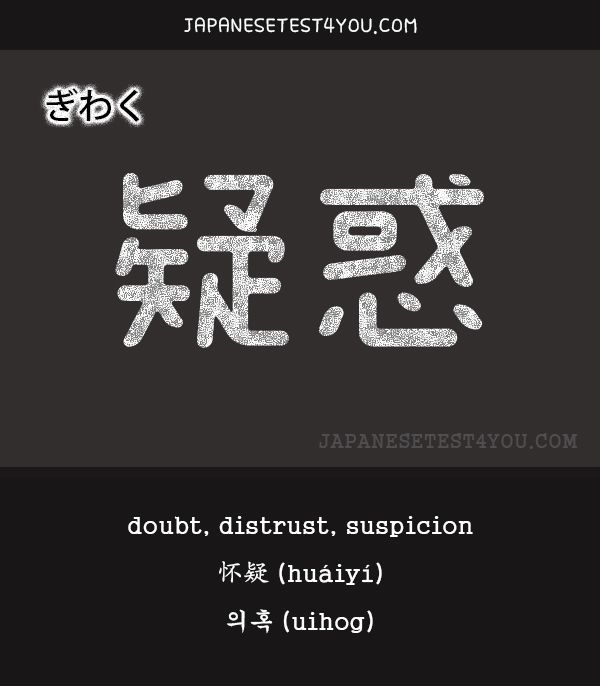 JAPANESETEST4YOU.COM
ぎわく
疑惑
JAPANESETEST4YOU.COM
doubt, distrust, suspicion
怀疑 (huáiyí)
의혹 (uihog)